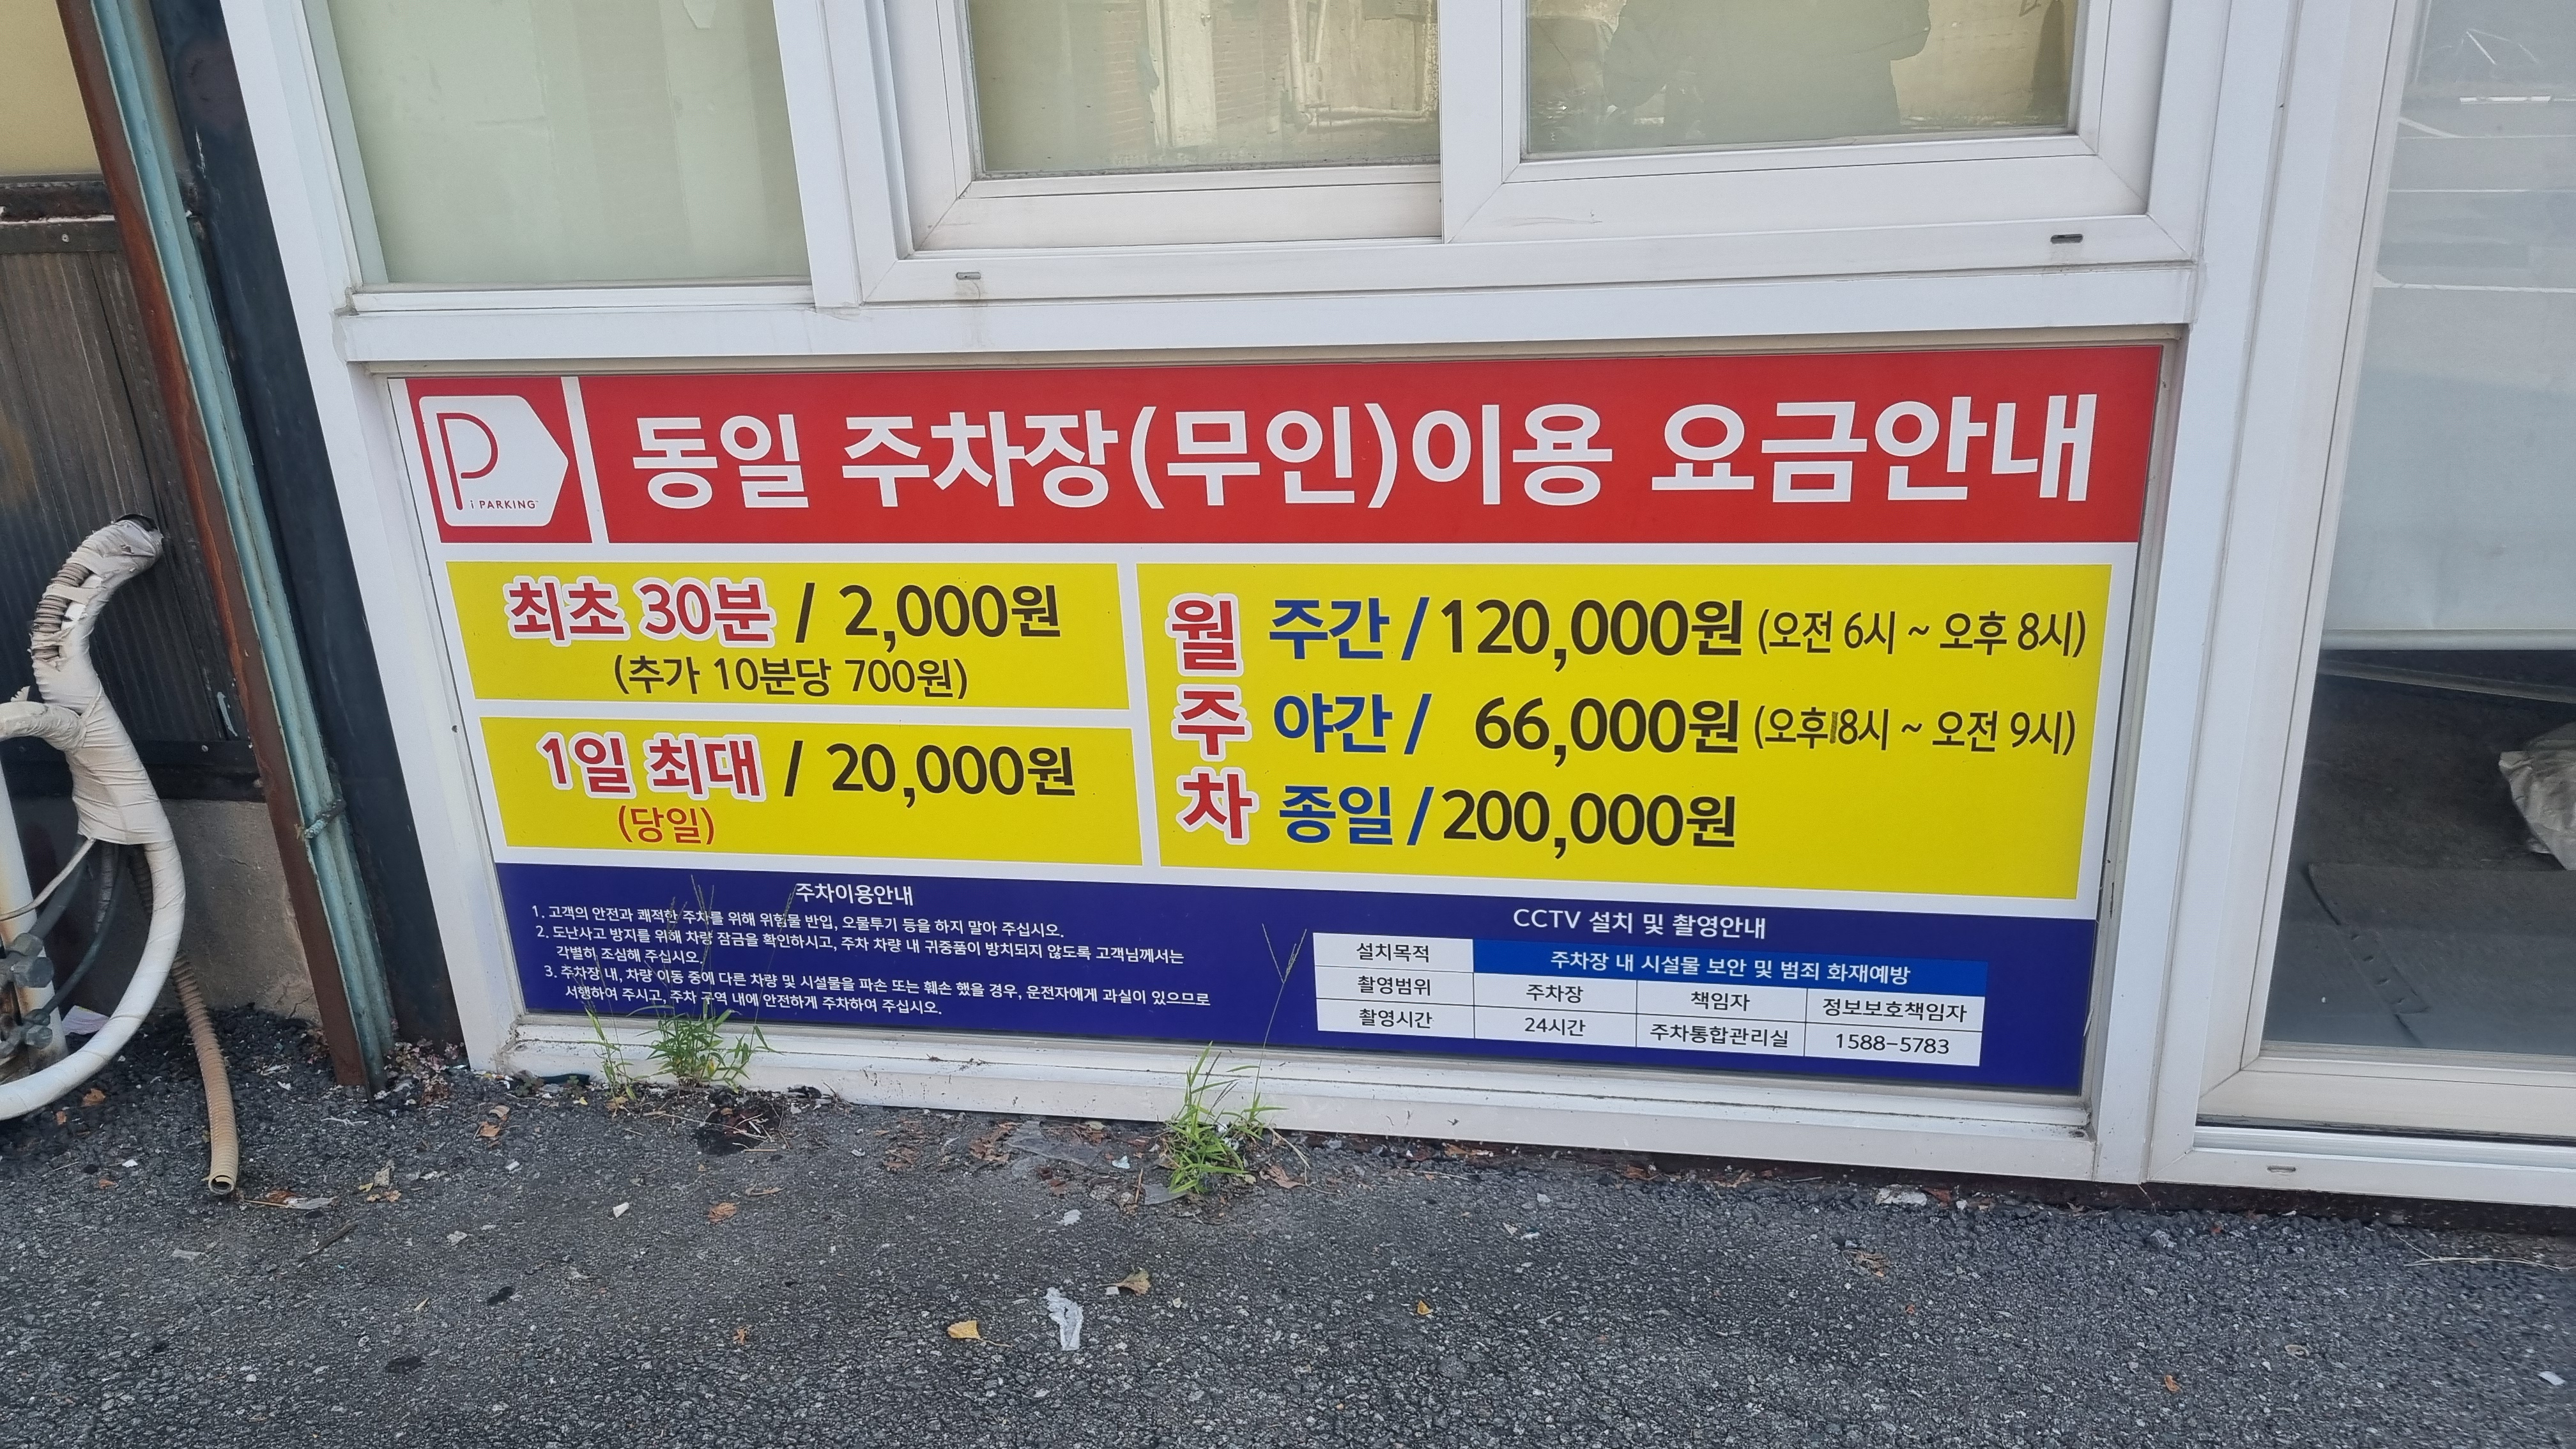 P
i PARKING
동일 주차장(무인)이용 요금안내
최초 30분 / 2,000원
(추가 10분당 700원)
1일 최대 / 20,000원
(당일)
월주차
주간 / 120,000원 (오전 6시 ~ 오후 8시)
야간 / 66,000원 (오후 8시 ~ 오전 9시)
종일 / 200,000원
주차이용안내
1. 고객의 안전과 쾌적한 주차를 위해 위험물 반입, 오물투기 등을 하지 말아 주십시오.
2. 도난사고 방지를 위해 차량 잠금을 확인하시고, 주차 차량 내 귀중품이 방치되지 않도록 고객님께서는
각별히 조심해 주십시오.
3. 주차장 내, 차량 이동 중에 다른 차량 및 시설물을 파손 또는 훼손 했을 경우, 운전자에게 과실이 있으므로
서행하여 주시고, 주차 구역 내에 안전하게 주차하여 주십시오.
CCTV 설치 및 촬영안내
설치목적 주차장 내 시설물 보안 및 범죄 화재예방
촬영범위 주차장 책임자 정보보호책임자
촬영시간 24시간 주차통합관리실 1588-5783